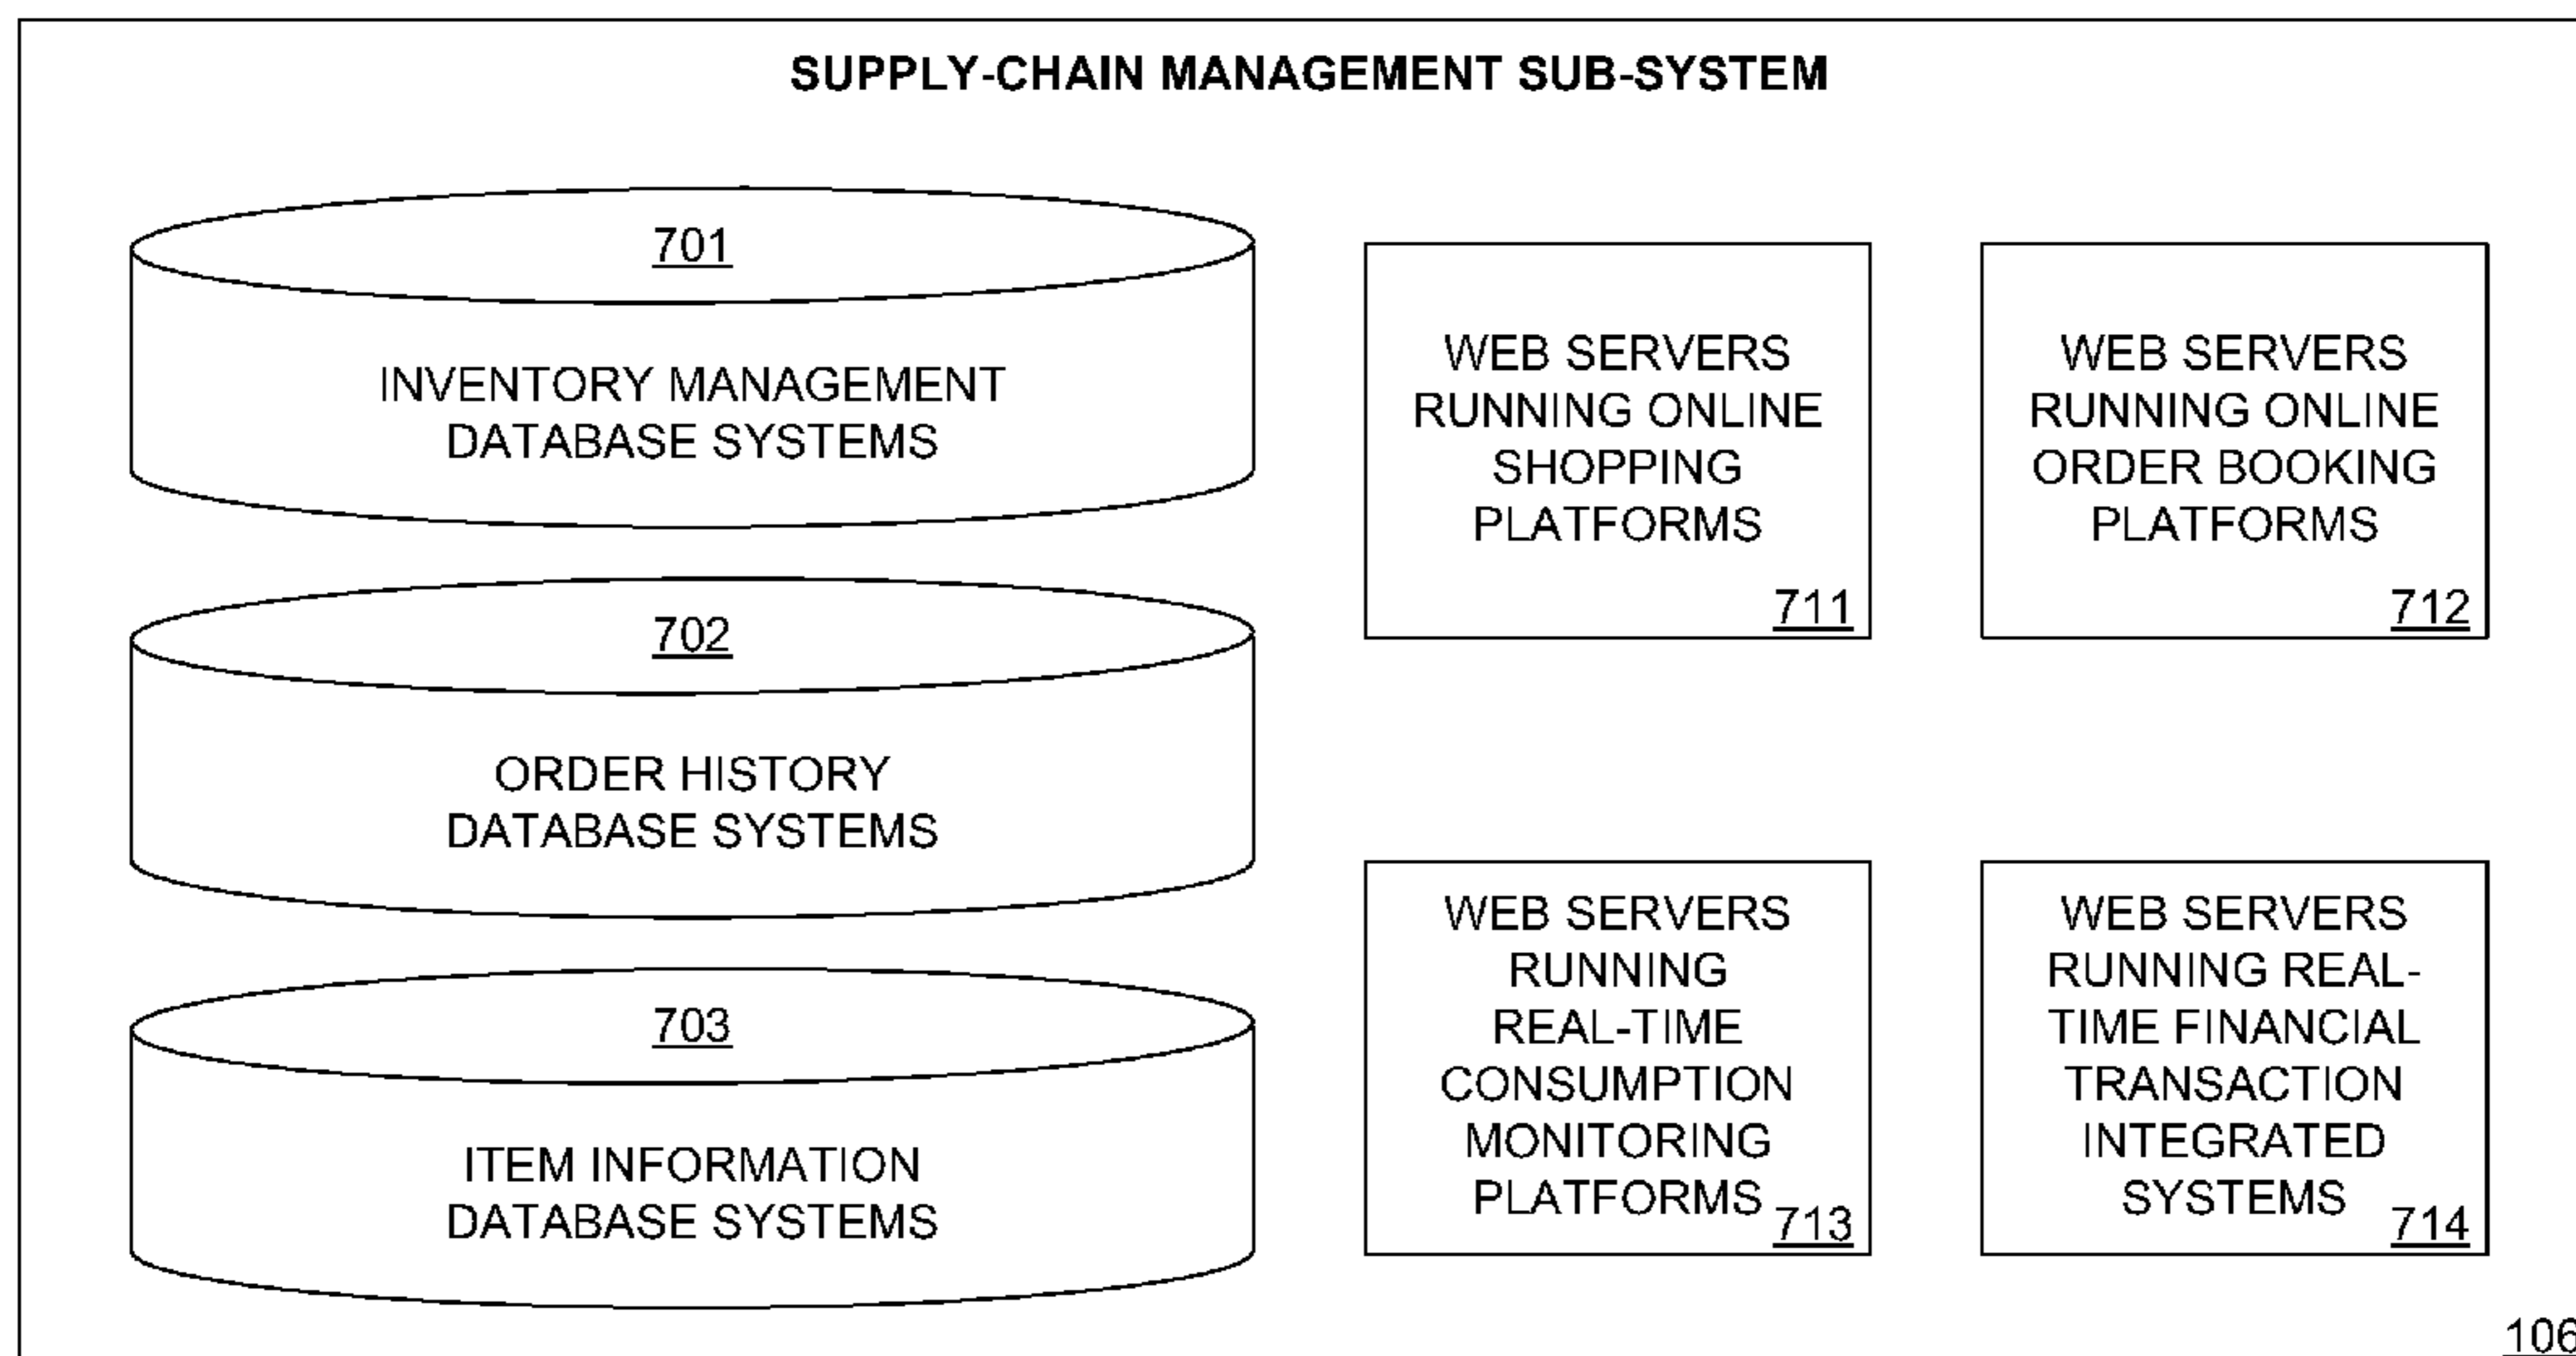 SUPPLY-CHAIN MANAGEMENT SUB-SYSTEM
701
INVENTORY MANAGEMENT
DATABASE SYSTEMS
702
ORDER HISTORY
DATABASE SYSTEMS
703
ITEM INFORMATION
DATABASE SYSTEMS
WEB SERVERS
RUNNING ONLINE
SHOPPING
PLATFORMS
711
WEB SERVERS
RUNNING ONLINE
ORDER BOOKING
PLATFORMS
712
WEB SERVERS
RUNNING
REAL-TIME
CONSUMPTION
MONITORING
PLATFORMS
713
WEB SERVERS
RUNNING REAL-
TIME FINANCIAL
TRANSACTION
INTEGRATED
SYSTEMS
714
106